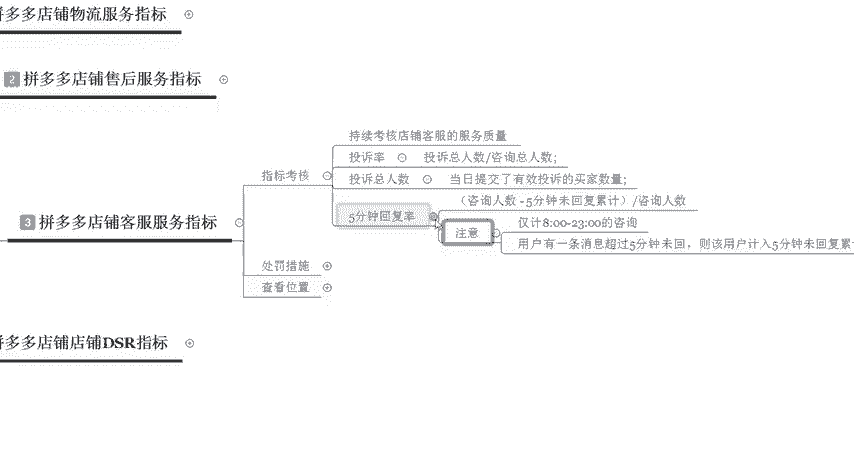 拼多多店铺物流服务指标
2 拼多多店铺售后服务指标
持续考核店铺客服的服务质量
投诉率 投诉总人数/咨询总人数;
指标考核
投诉总人数 当日提交了有效投诉的买家数量;
(咨询人数 -5分钟未回复累计)/咨询人数
5分钟回复率
3 拼多多店铺客服服务指标
仅计8:00-23:00的咨询
注意
用户有一条消息超过5分钟未回,则该用户计入5分钟未回复累
处罚措施
查看位置
拼多多店铺店铺DSR指标